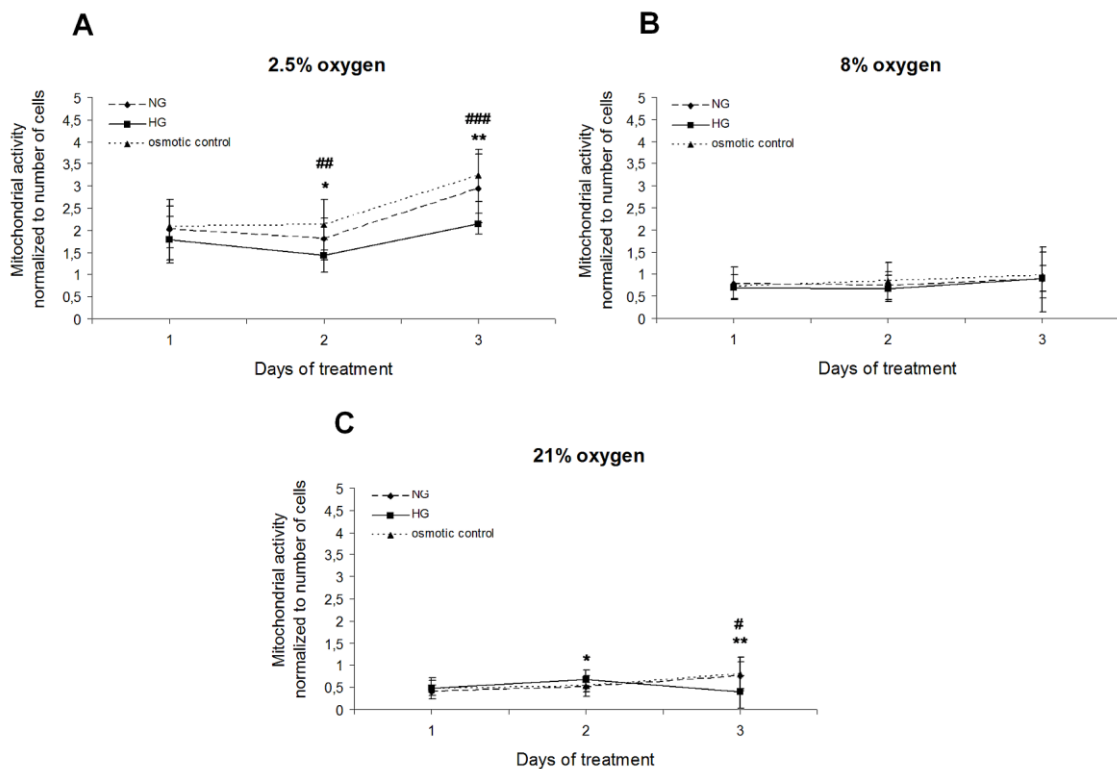 A
2.5% oxygen
Mitochondrial activity
normalized to number of cells
5
4,5
4
3,5
3
2,5
2
1,5
1
0,5
0
NG
HG
osmotic control
##
*
###
**
1
2
3
Days of treatment
B
8% oxygen
Mitochondrial activity
normalized to number of cells
5
4,5
4
3,5
3
2,5
2
1,5
1
0,5
0
NG
HG
osmotic control
1
2
3
Days of treatment
C
21% oxygen
Mitochondrial activity
normalized to number of cells
5
4,5
4
3,5
3
2,5
2
1,5
1
0,5
0
NG
HG
osmotic control
*
#
**
1
2
3
Days of treatment